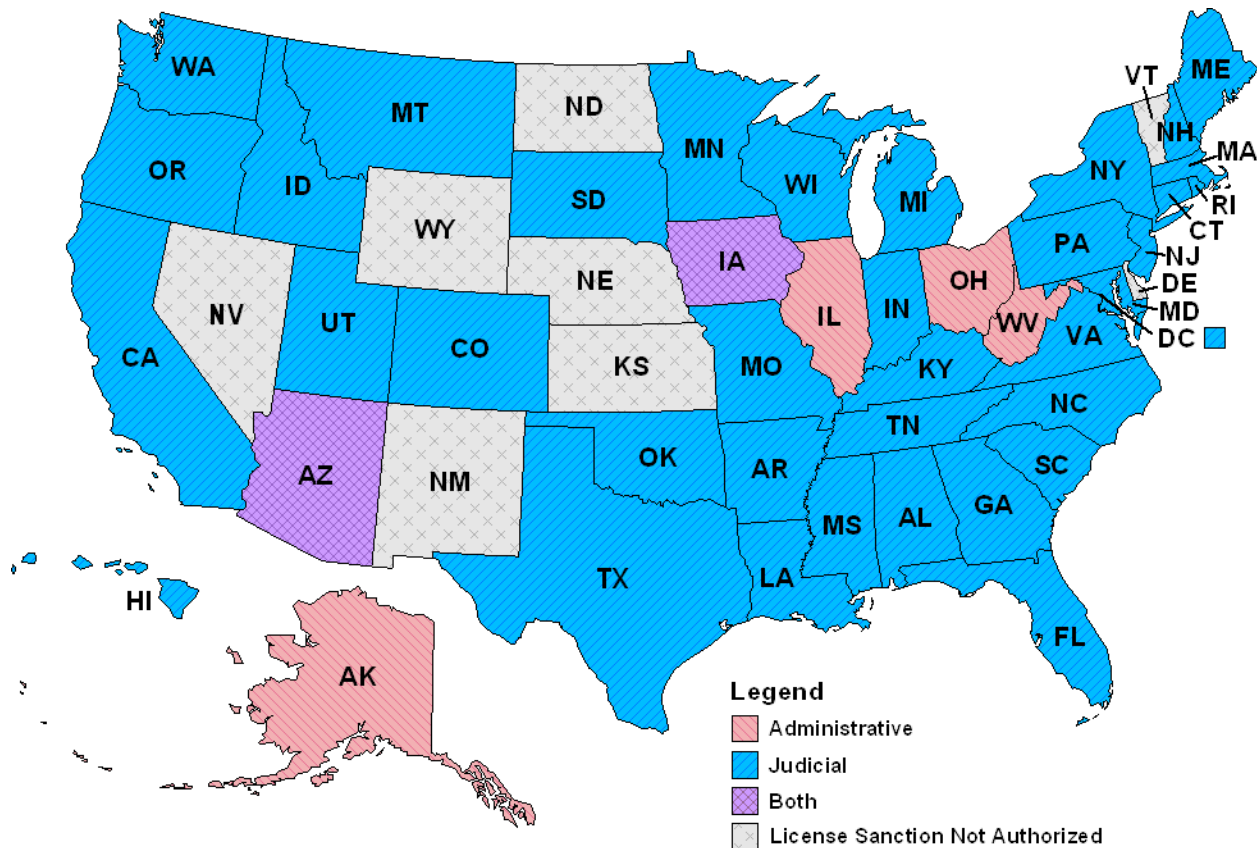 WA
MT
ND
MN
VT
ME
NH
MA
OR
ID
SD
WI
MI
NY
RI
WY
CT
IA
PA
NJ
NE
OH
DE
NV
UT
IL
IN
MD
WV
DC
CA
CO
KS
MO
VA
KY
NC
TN
AZ
NM
OK
AR
SC
MS
AL
GA
TX
LA
HI
FL
AK
Legend
Administrative
Judicial
Both
License Sanction Not Authorized